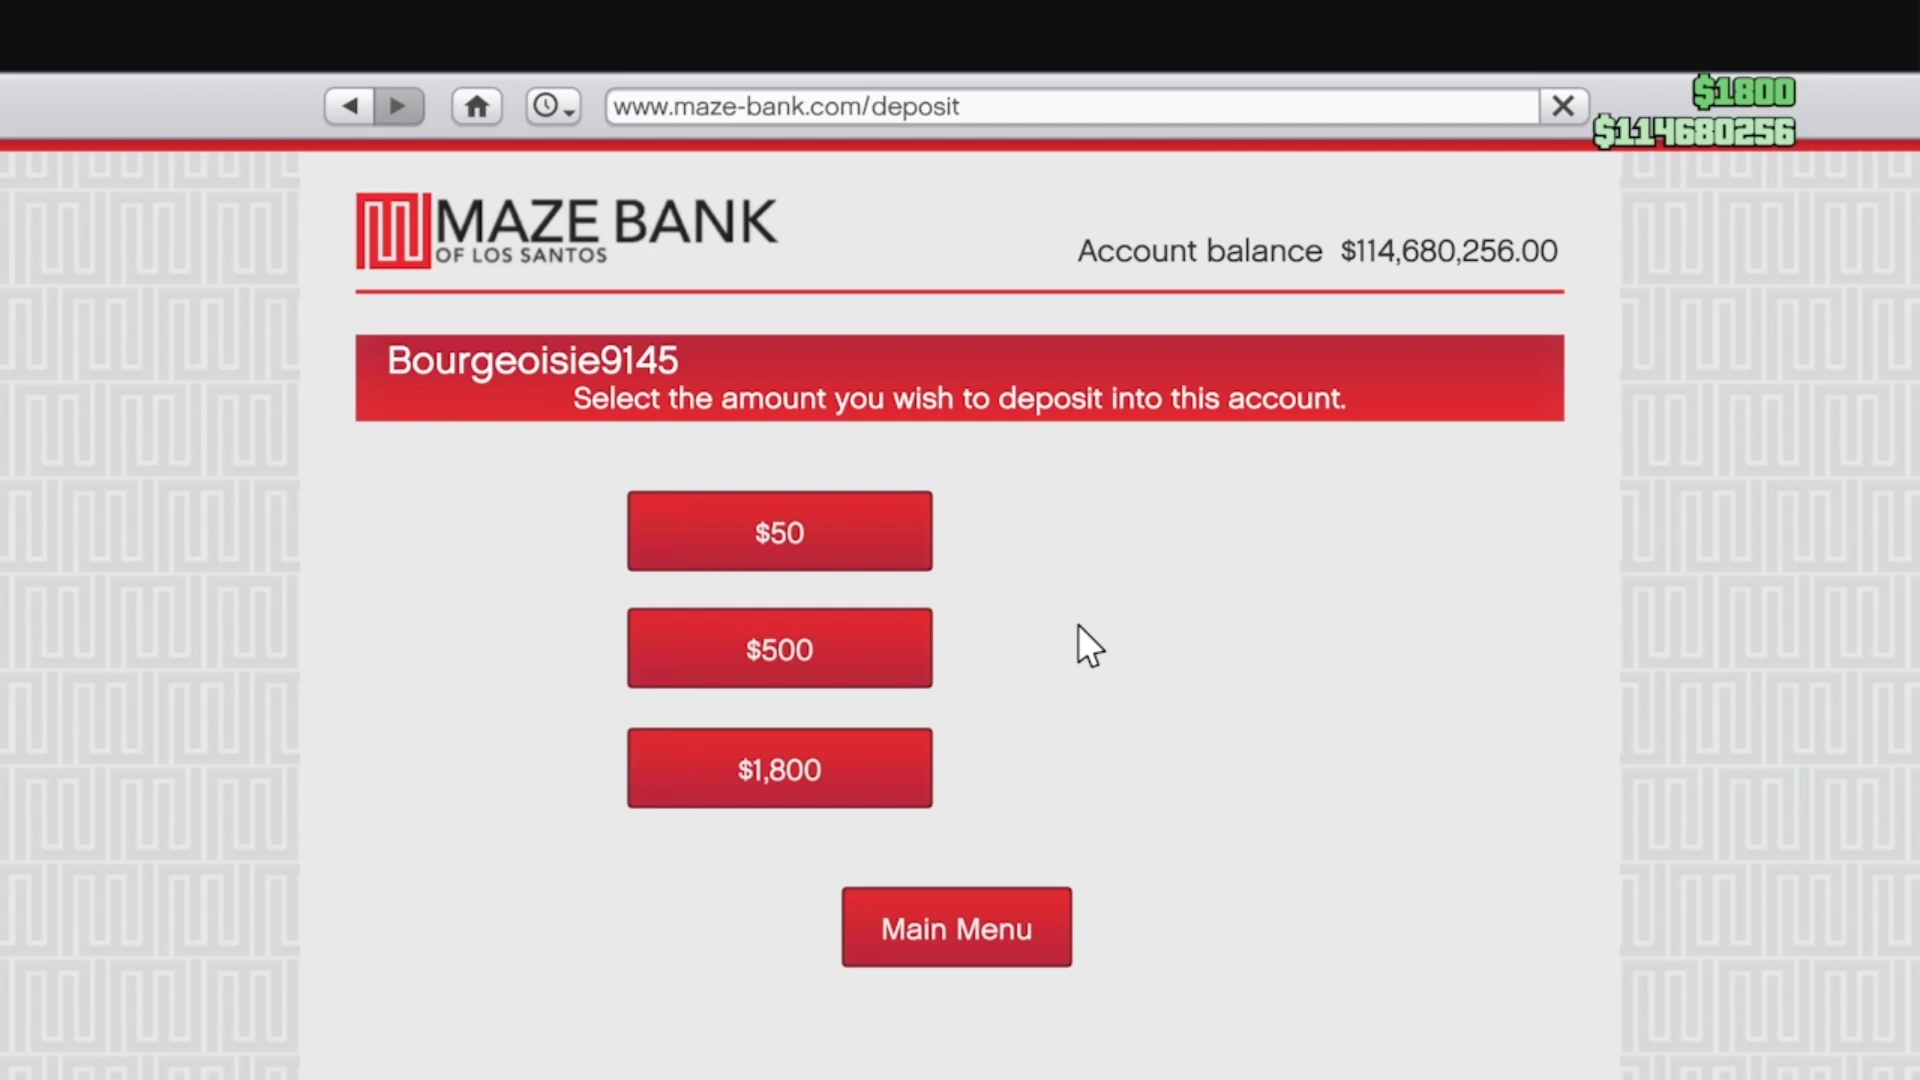 www.maze-bank.com/deposit
$1800
$114680256
MAZE BANK
OF LOS SANTOS
Account balance $114,680,256.00
Bourgeoisie9145
Select the amount you wish to deposit into this account.
$50
$500
$1,800
Main Menu